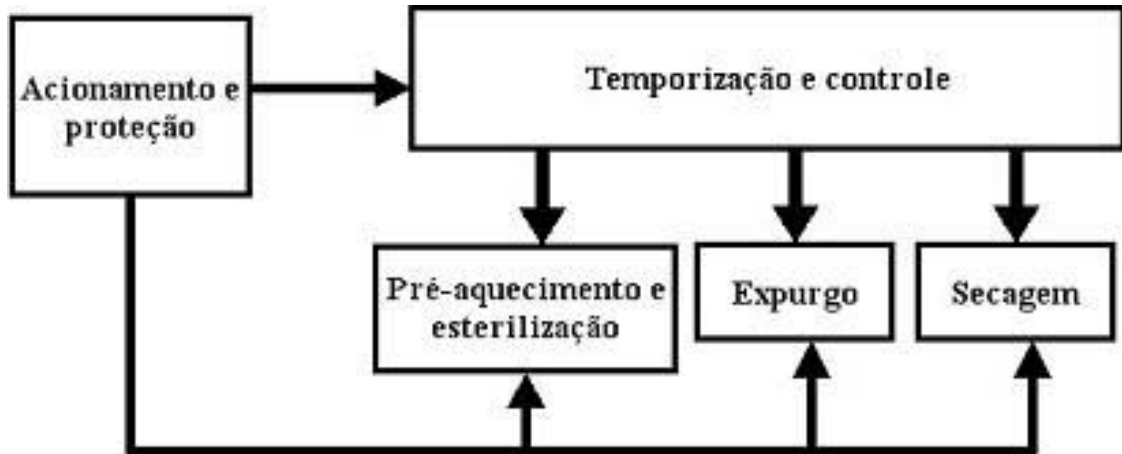 Acionamento e
proteção
Temporização e controle
Pré-aquecimento e
esterilização
Expurgo
Secagem